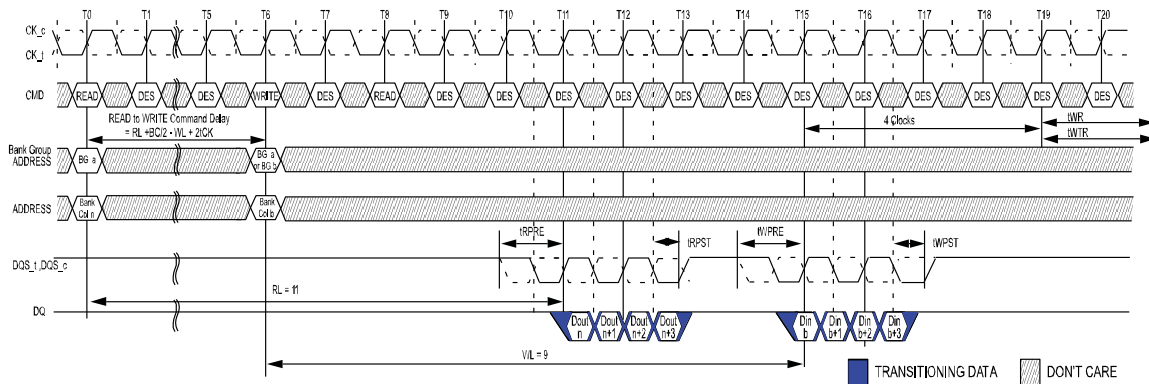 T0 T1 T5 T6 T7 T8 T9 T10 T11 T12 T13 T14 T15 T16 T17 T18 T19 T20
CK_c
CK_t
CMD READ DES DES WRITE DES READ DES DES DES DES DES DES DES DES DES DES DES DES
READ to WRITE Command Delay
= RL +BC/2 - WL + 2tCK
4 Clocks
tWR
tWTR
Bank Group
ADDRESS
BG a
BG a
or BG b
ADDRESS
Bank
Col n
Bank
Col b
tRPRE tRPST tWPRE tWPST
DQS_t,DQS_c
RL = 11
DQ
Dout
n
Dout
n+1
Dout
n+2
Dout
n+3
Din
b
Din
b+1
Din
b+2
Din
b+3
WL = 9
TRANSITIONING DATA
DON'T CARE